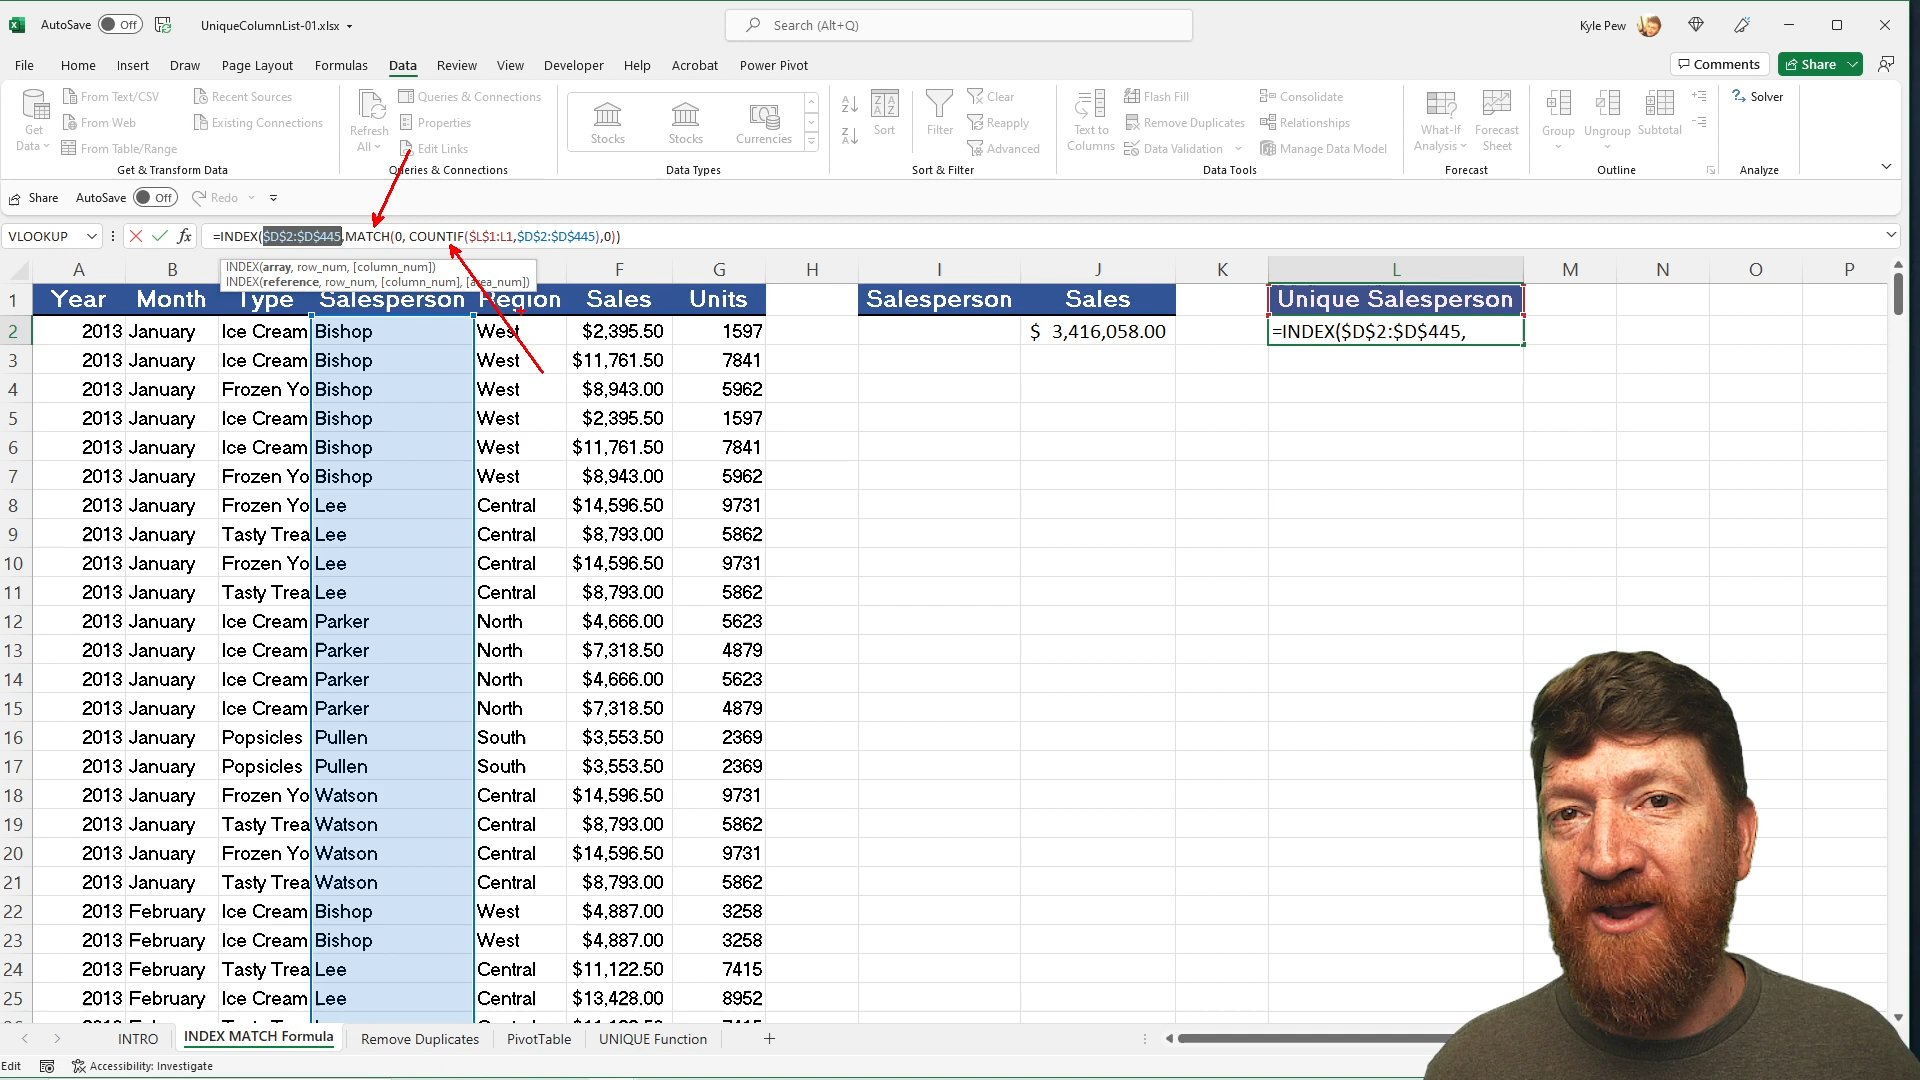 AutoSave Off UniqueColumnList-01.xlsx Search (Alt+Q) Kyle Pew
File Home Insert Draw Page Layout Formulas Data Review View Developer Help Acrobat Power Pivot Comments Share
Get Data From Text/CSV From Web From Table/Range Recent Sources Existing Connections
Get & Transform Data
Refresh All Queries & Connections Properties Edit Links
Queries & Connections
Stocks Stocks Currencies
Data Types
Sort Filter Clear Reapply Advanced
Sort & Filter
Text to Columns Flash Fill Remove Duplicates Data Validation Consolidate Relationships Manage Data Model
Data Tools
What-If Analysis Forecast Sheet
Forecast
Group Ungroup Subtotal
Outline
Solver
Analyze
Share AutoSave Off Redo
VLOOKUP fx =INDEX($D$2:$D$445,MATCH(0, COUNTIF($L$1:L1,$D$2:$D$445),0))
INDEX(array, row_num, [column_num])
INDEX(reference, row_num, [column_num], [area_num])
A B F G H I J K L M N O P
1 Year Month Type Salesperson Region Sales Units Salesperson Sales Unique Salesperson
2 2013 January Ice Cream Bishop West $2,395.50 1597 $ 3,416,058.00 =INDEX($D$2:$D$445,
3 2013 January Ice Cream Bishop West $11,761.50 7841
4 2013 January Frozen Yo Bishop West $8,943.00 5962
5 2013 January Ice Cream Bishop West $2,395.50 1597
6 2013 January Ice Cream Bishop West $11,761.50 7841
7 2013 January Frozen Yo Bishop West $8,943.00 5962
8 2013 January Frozen Yo Lee Central $14,596.50 9731
9 2013 January Tasty Trea Lee Central $8,793.00 5862
10 2013 January Frozen Yo Lee Central $14,596.50 9731
11 2013 January Tasty Trea Lee Central $8,793.00 5862
12 2013 January Ice Cream Parker North $4,666.00 5623
13 2013 January Ice Cream Parker North $7,318.50 4879
14 2013 January Ice Cream Parker North $4,666.00 5623
15 2013 January Ice Cream Parker North $7,318.50 4879
16 2013 January Popsicles Pullen South $3,553.50 2369
17 2013 January Popsicles Pullen South $3,553.50 2369
18 2013 January Frozen Yo Watson Central $14,596.50 9731
19 2013 January Tasty Trea Watson Central $8,793.00 5862
20 2013 January Frozen Yo Watson Central $14,596.50 9731
21 2013 January Tasty Trea Watson Central $8,793.00 5862
22 2013 February Ice Cream Bishop West $4,887.00 3258
23 2013 February Ice Cream Bishop West $4,887.00 3258
24 2013 February Tasty Trea Lee Central $11,122.50 7415
25 2013 February Ice Cream Lee Central $13,428.00 8952
INTRO INDEX MATCH Formula Remove Duplicates PivotTable UNIQUE Function
Edit Accessibility: Investigate